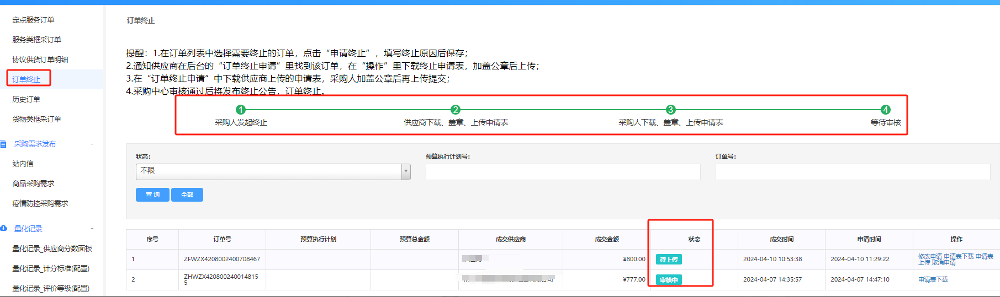 定点服务订单
服务类框采订单
协议供货订单明细
订单终止
历史订单
货物类框采订单
采购需求发布 -
站内信
商品采购需求
疫情防控采购需求
量化记录 -
量化记录_供应商分数面板
量化记录_计分标准(配置)
量化记录_评价等级(配置)
订单终止
提醒：1.在订单列表中选择需要终止的订单，点击“申请终止”，填写终止原因后保存；
2.通知供应商在后台的“订单终止申请”里找到该订单，在“操作”里下载终止申请表，加盖公章后上传；
3.在“订单终止申请”中下载供应商上传的申请表，采购人加盖公章后再上传提交；
4.采购中心审核通过后将发布终止公告，订单终止。
1 2 3 4
采购人发起终止 供应商下载、盖章、上传申请表 采购人下载、盖章、上传申请表 等待审核
状态： 预算执行计划号： 订单号：
不限
查 询 全部
序号 订单号 预算执行计划 预算总金额 成交供应商 成交金额 状态 成交时间 申请时间 操作
1 ZFWZX4208002400708467 ¥800.00 待上传 2024-04-10 10:53:38 2024-04-10 11:29:22 修改申请 申请表下载 申请表
上传 取消申请
2 ZHWZX420800240014815 ¥777.00 审核中 2024-04-07 14:35:57 2024-04-07 14:47:10 申请表下载
5